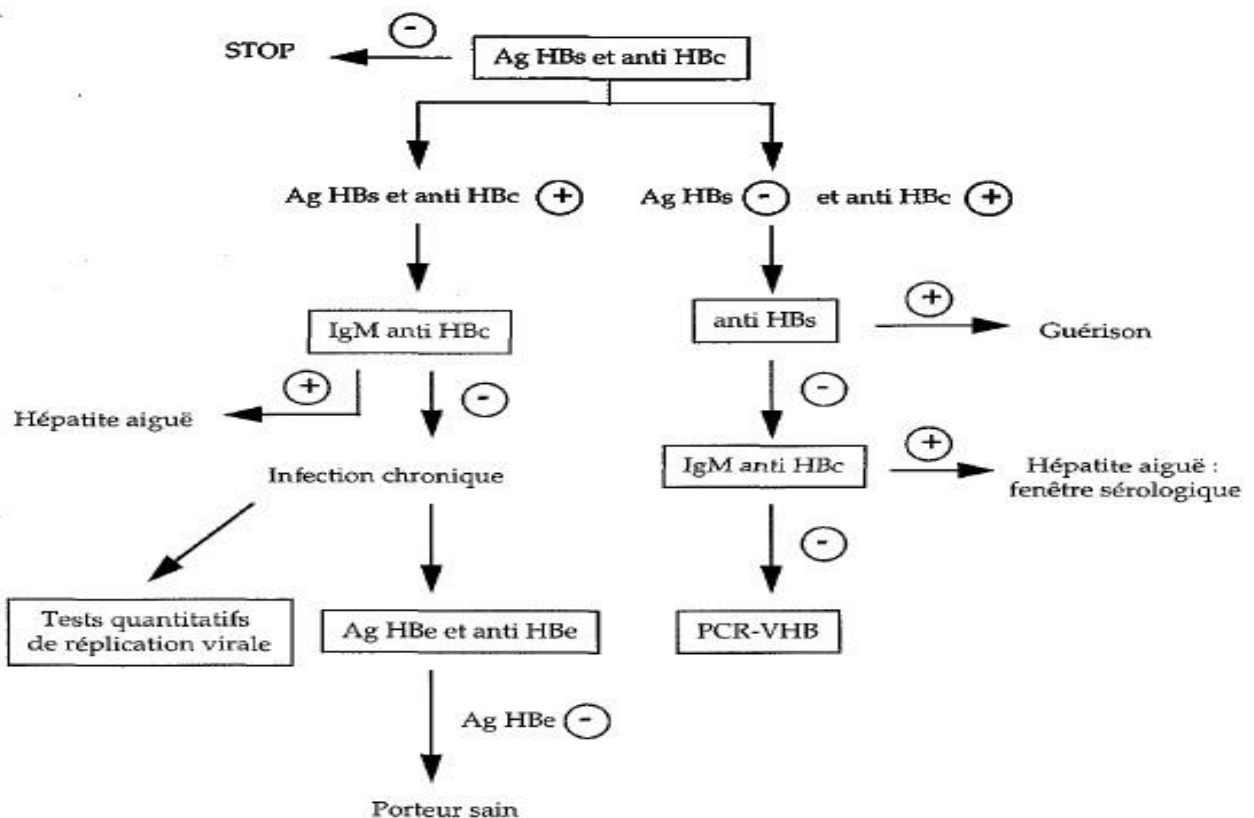 STOP
-
Ag HBs et anti HBc
Ag HBs et anti HBc +
Ag HBs - et anti HBc +
IgM anti HBc
anti HBs
+
Guérison
+
-
-
Hépatite aiguë
IgM anti HBc
+
Hépatite aiguë :
fenêtre sérologique
Infection chronique
-
Tests quantitatifs
de réplication virale
Ag HBe et anti HBe
PCR-VHB
Ag HBe -
Porteur sain